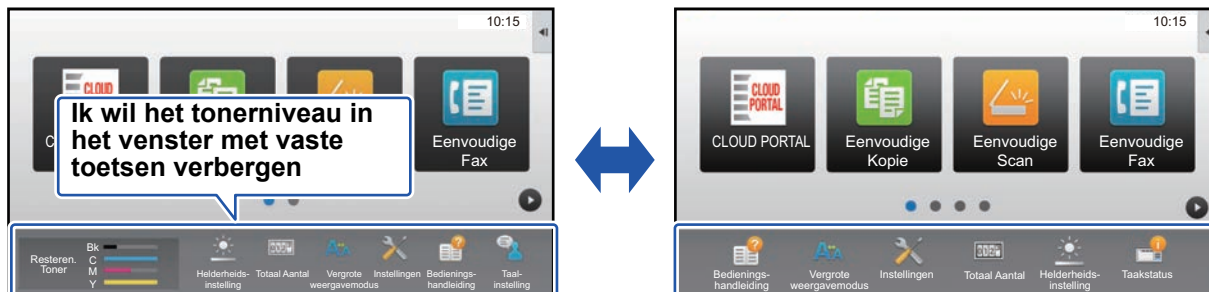 10:15
CLOUD
C
Ik wil het tonerniveau in
het venster met vaste
toetsen verbergen
Eenvoudige
Fax
Resteren.
Toner
Bk
C
M
Y
Helderheids-
instelling
Totaal Aantal
Vergrote
weergavemodus
Instellingen
Bedienings-
handleiding
Taal-
instelling
10:15
CLOUD
PORTAL
CLOUD PORTAL
Eenvoudige
Kopie
Eenvoudige
Scan
Eenvoudige
Fax
Bedienings-
handleiding
Vergrote
weergavemodus
Instellingen
Totaal Aantal
Helderheids-
instelling
Taakstatus